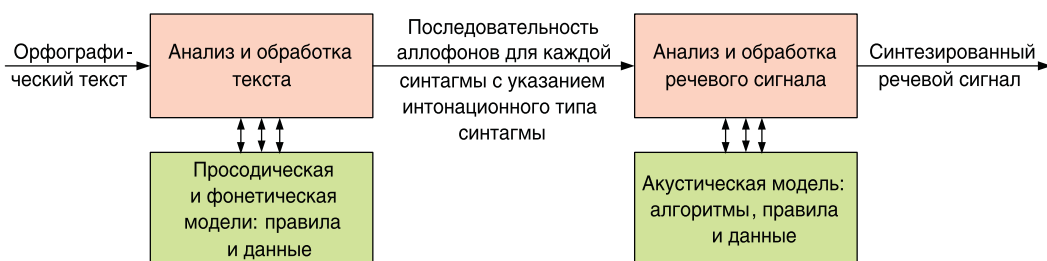 Орфографи-
ческий текст
Анализ и обработка
текста
Последовательность
аллофонов для каждой
синтагмы с указанием
интонационного типа
синтагмы
Анализ и обработка
речевого сигнала
Синтезированный
речевой сигнал
Просодическая
и фонетическая
модели: правила
и данные
Акустическая модель:
алгоритмы, правила
и данные